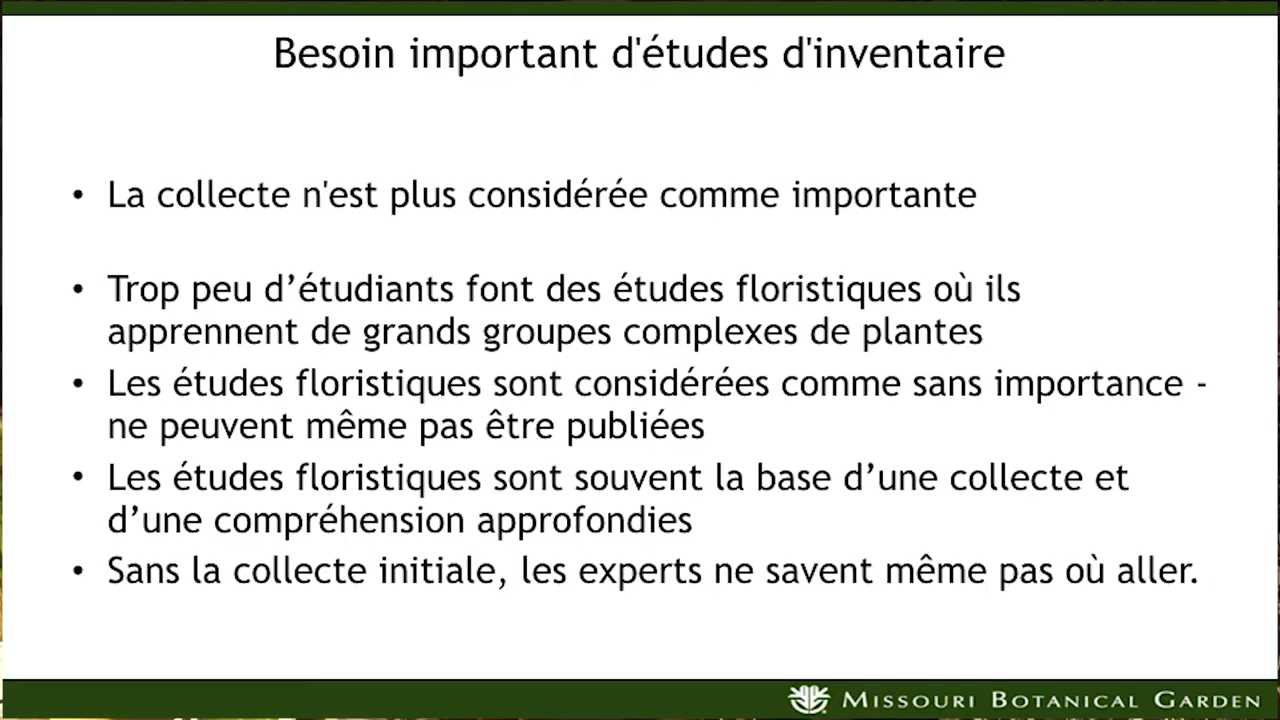 Besoin important d'études d'inventaire
• La collecte n'est plus considérée comme importante
• Trop peu d’étudiants font des études floristiques où ils
apprennent de grands groupes complexes de plantes
• Les études floristiques sont considérées comme sans importance -
ne peuvent même pas être publiées
• Les études floristiques sont souvent la base d’une collecte et
d’une compréhension approfondies
• Sans la collecte initiale, les experts ne savent même pas où aller.
MISSOURI BOTANICAL GARDEN